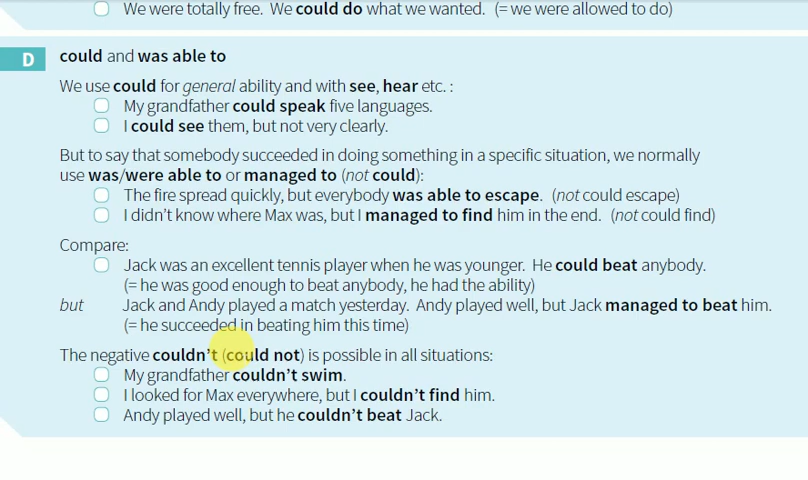 We were totally free. We could do what we wanted. (= we were allowed to do)
D
could and was able to
We use could for general ability and with see, hear etc. :
My grandfather could speak five languages.
I could see them, but not very clearly.
But to say that somebody succeeded in doing something in a specific situation, we normally
use was/were able to or managed to (not could):
The fire spread quickly, but everybody was able to escape. (not could escape)
I didn't know where Max was, but I managed to find him in the end. (not could find)
Compare:
Jack was an excellent tennis player when he was younger. He could beat anybody.
(= he was good enough to beat anybody, he had the ability)
but Jack and Andy played a match yesterday. Andy played well, but Jack managed to beat him.
(= he succeeded in beating him this time)
The negative couldn't (could not) is possible in all situations:
My grandfather couldn't swim.
I looked for Max everywhere, but I couldn't find him.
Andy played well, but he couldn't beat Jack.